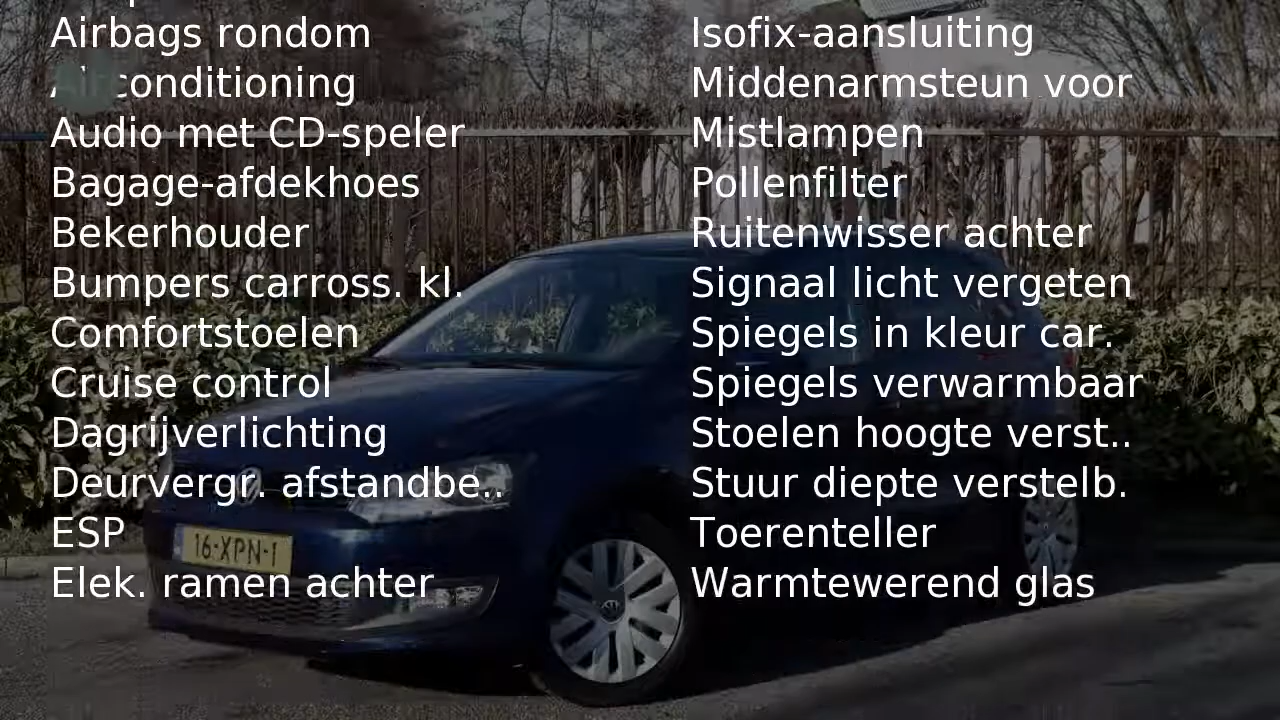 Airbags rondom
Airconditioning
Audio met CD-speler
Bagage-afdekhoes
Bekerhouder
Bumpers carross. kl.
Comfortstoelen
Cruise control
Dagrijverlichting
Deurvergr. afstandbe..
ESP
Elek. ramen achter
Isofix-aansluiting
Middenarmsteun voor
Mistlampen
Pollenfilter
Ruitenwisser achter
Signaal licht vergeten
Spiegels in kleur car.
Spiegels verwarmbaar
Stoelen hoogte verst..
Stuur diepte verstelb.
Toerenteller
Warmtewerend glas
16-XPN-1